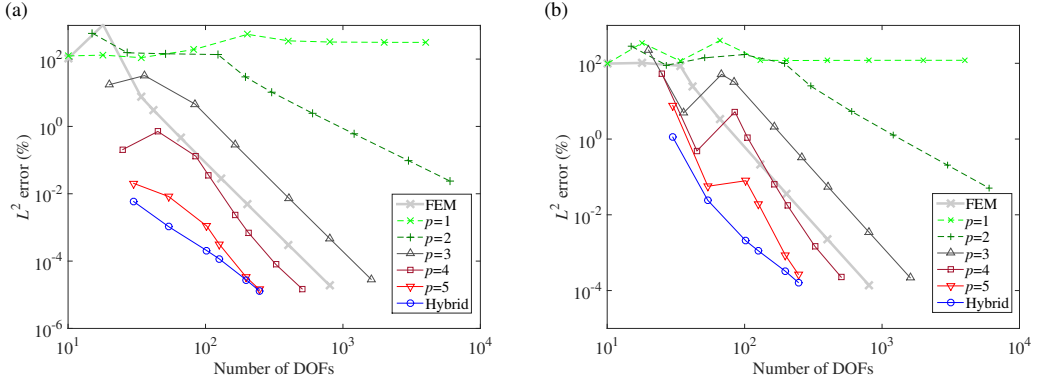 (a)
10^2
10^0
10^-2
10^-4
10^-6
L^2 error (%)
10^1
10^2
10^3
10^4
Number of DOFs
FEM
p=1
p=2
p=3
p=4
p=5
Hybrid
(b)
10^2
10^0
10^-2
10^-4
L^2 error (%)
10^1
10^2
10^3
10^4
Number of DOFs
FEM
p=1
p=2
p=3
p=4
p=5
Hybrid